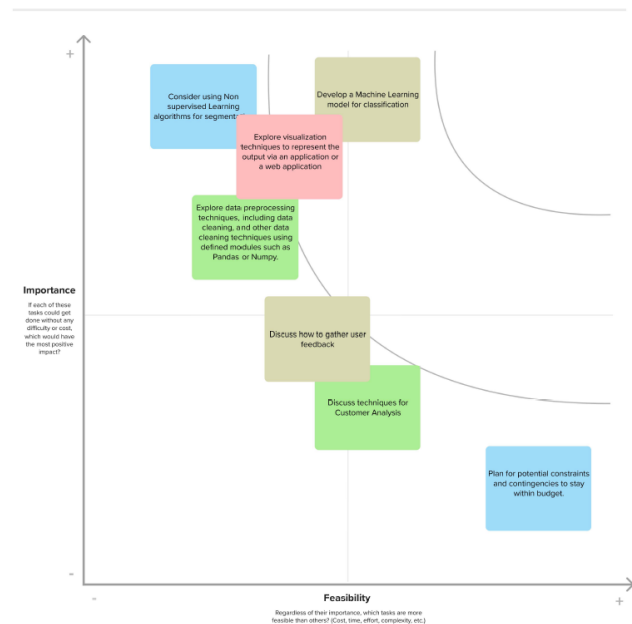 +
Consider using Non
supervised Learning
algorithms for
Develop a Machine Learning
model for classification
Explore visualization
techniques to represent the
output via an application or
a web application
Explore data preprocessing
techniques, including data
cleaning, and other data
cleaning techniques using
defined modules such as
Pandas or Numpy.
Importance
If each of these
tasks could get
done without any
difficulty or cost,
which would have
the most positive
impact?
Discuss how to gather user
feedback
Discuss techniques for
Customer Analysis
Plan for potential constraints
and contingencies to stay
within budget.
-
-
Feasibility
+
Regardless of their importance, which tasks are more
feasible than others? (Cost, time, effort, complexity, etc.)